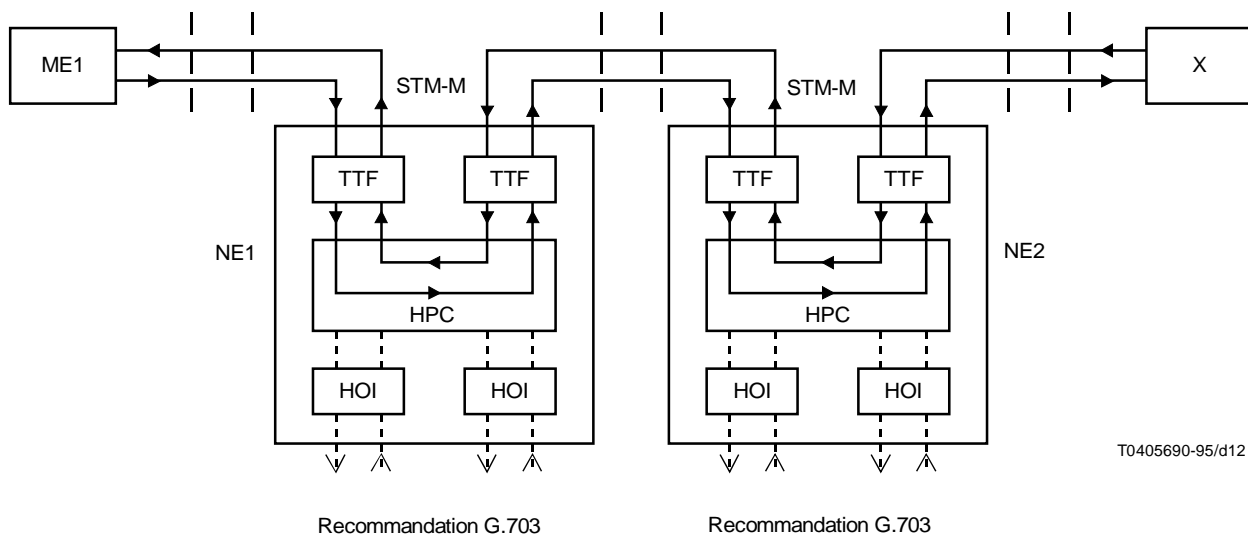 ME1
X
STM-M
STM-M
TTF
TTF
TTF
TTF
NE1
NE2
HPC
HPC
HOI
HOI
HOI
HOI
T0405690-95/d12
Recommandation G.703
Recommandation G.703